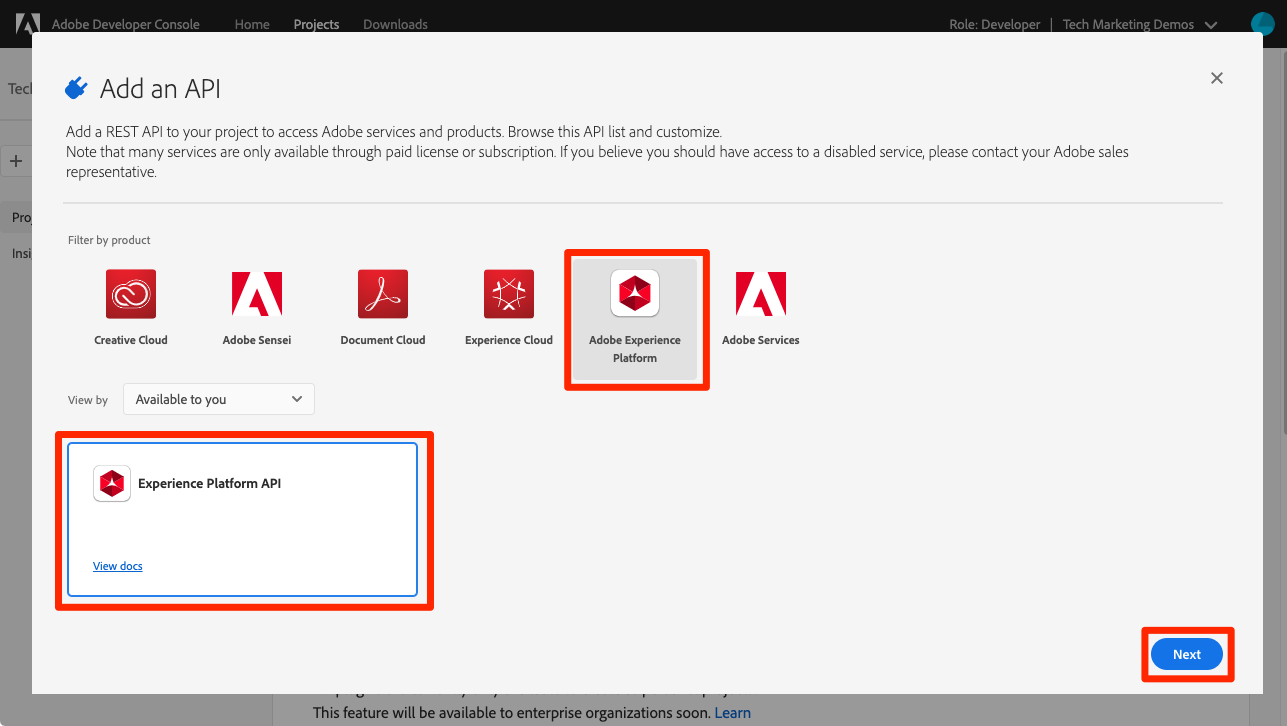 Adobe Developer Console Home Projects Downloads Role: Developer | Tech Marketing Demos
Tech
Add an API
Add a REST API to your project to access Adobe services and products. Browse this API list and customize.
Note that many services are only available through paid license or subscription. If you believe you should have access to a disabled service, please contact your Adobe sales
representative.
Proj
Filter by product
Insi
Creative Cloud
Adobe Sensei
Document Cloud
Experience Cloud
Adobe Experience
Platform
Adobe Services
View by Available to you
Experience Platform API
View docs
Next
This feature will be available to enterprise organizations soon. Learn